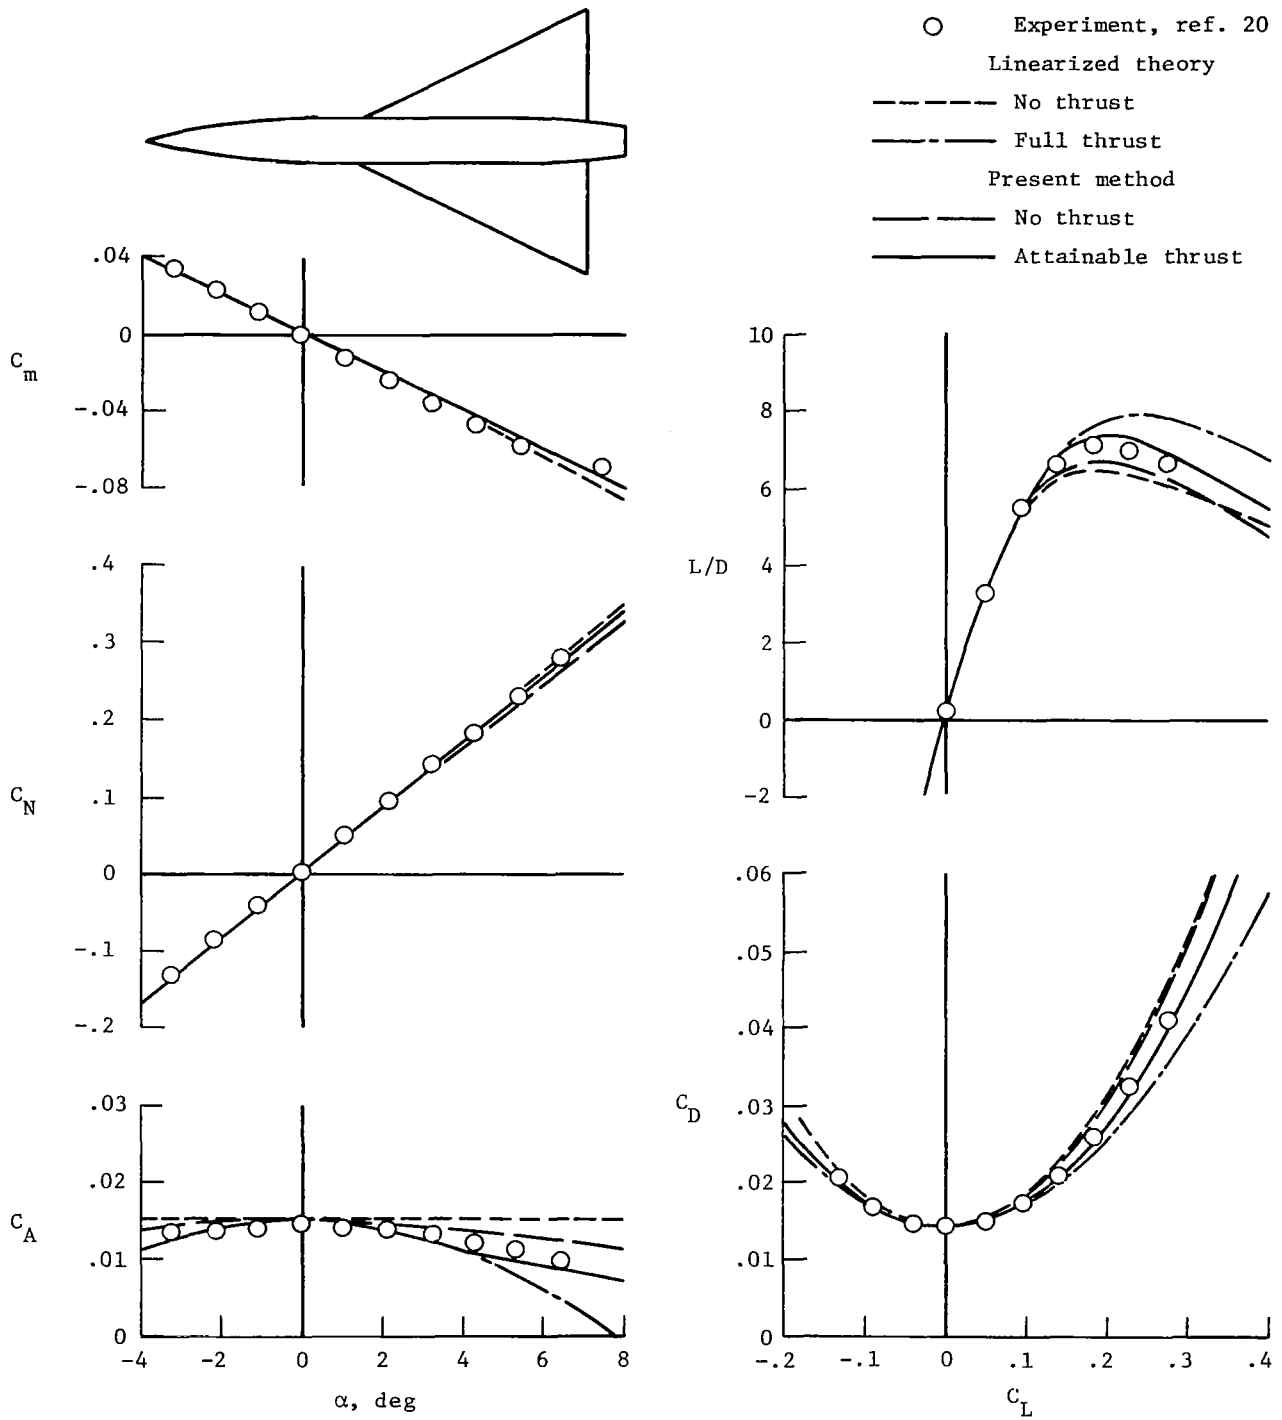 Experiment, ref. 20
Linearized theory
No thrust
Full thrust
Present method
No thrust
Attainable thrust
.04
0
-.04
-.08
C_m
.4
.3
.2
.1
0
-.1
-.2
C_N
.03
.02
.01
0
C_A
-4 -2 0 2 4 6 8
α, deg
10
8
6
4
2
0
-2
L/D
.06
.05
.04
.03
.02
.01
0
C_D
-.2 -.1 0 .1 .2 .3 .4
C_L